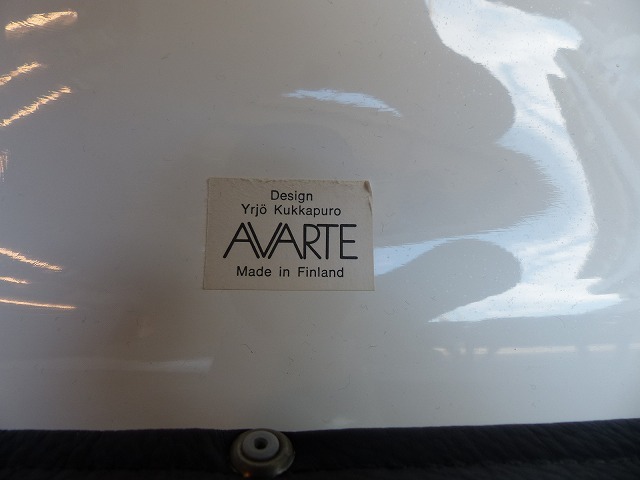 Design
Yrjö Kukkapuro
AVARTE
Made in Finland